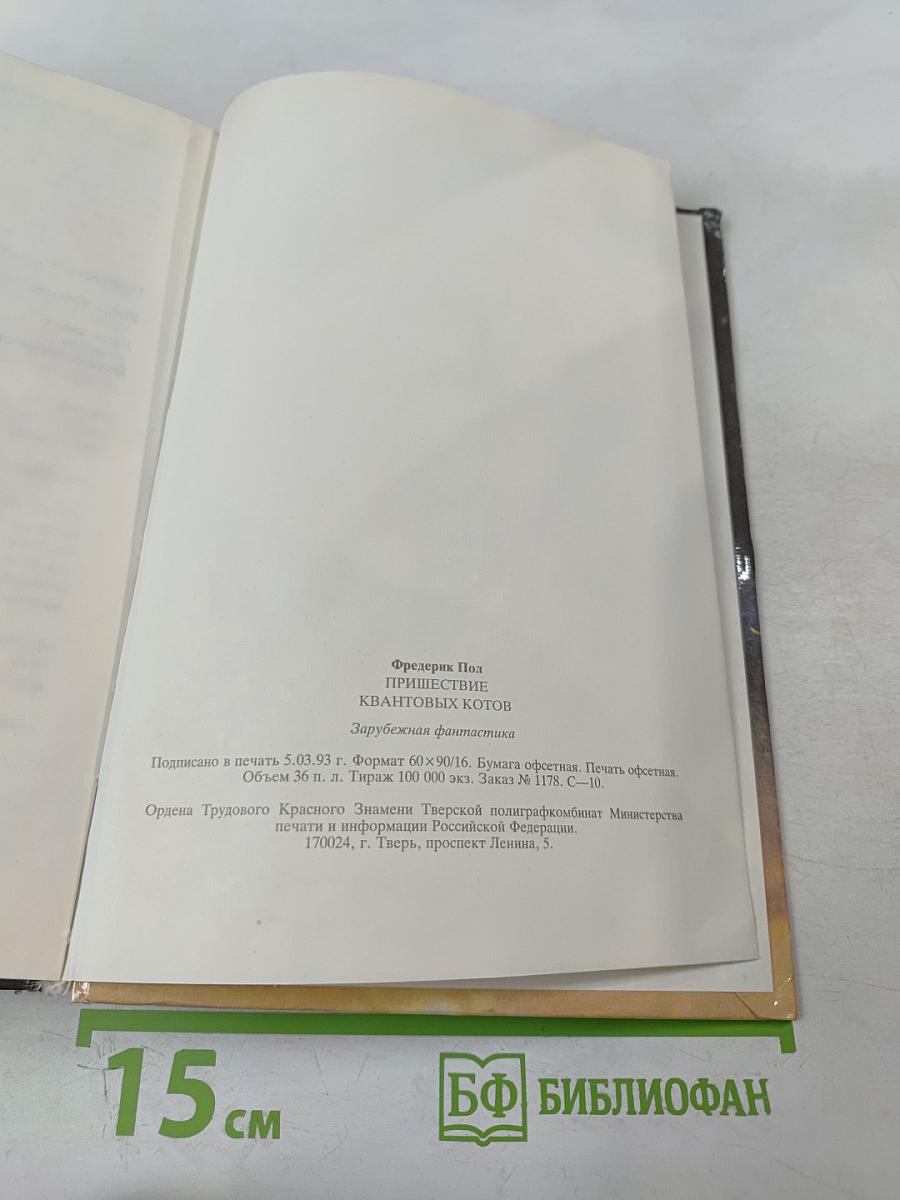 Фредерик Пол
ПРИШЕСТВИЕ
КВАНТОВЫХ КОТОВ
Зарубежная фантастика
Подписано в печать 5.03.93 г. Формат 60×90/16. Бумага офсетная. Печать офсетная.
Объем 36 п. л. Тираж 100 000 экз. Заказ № 1178. С—10.
Ордена Трудового Красного Знамени Тверской полиграфкомбинат Министерства
печати и информации Российской Федерации.
170024, г. Тверь, проспект Ленина, 5.
15 см
БФ БИБЛИОФАН